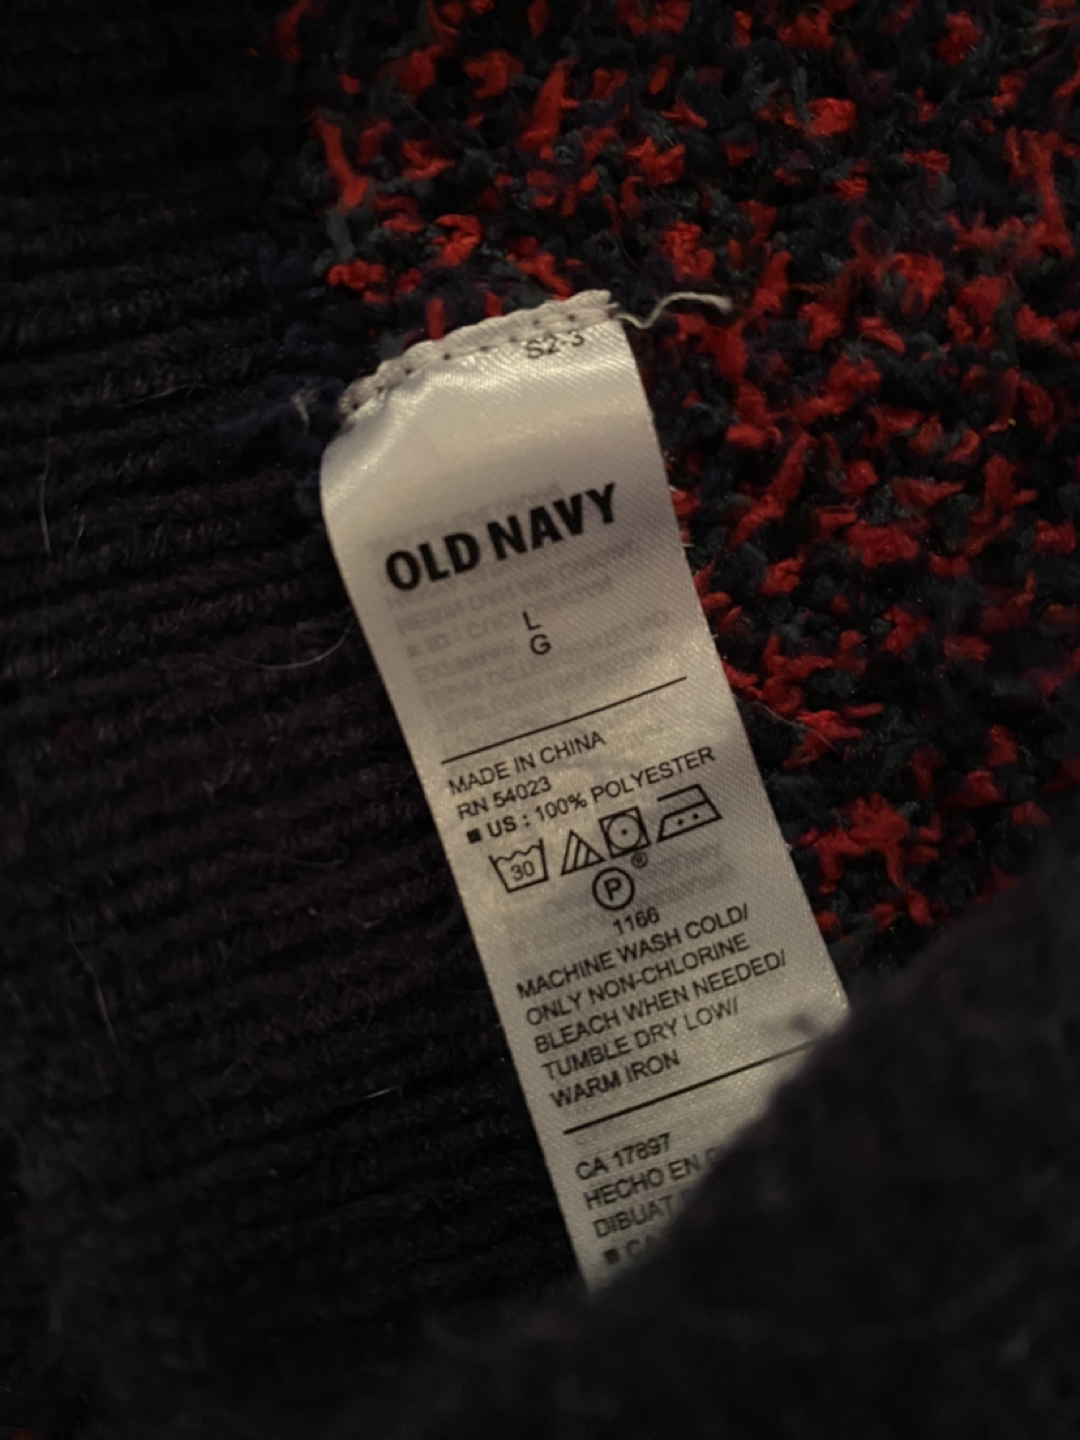 S2-3
OLD NAVY
L
G
MADE IN CHINA
RN 54023
■ US : 100% POLYESTER
30
P ®
1166
MACHINE WASH COLD/
ONLY NON-CHLORINE
BLEACH WHEN NEEDED/
TUMBLE DRY LOW/
WARM IRON
CA 17897
HECHO EN
DIBUAT